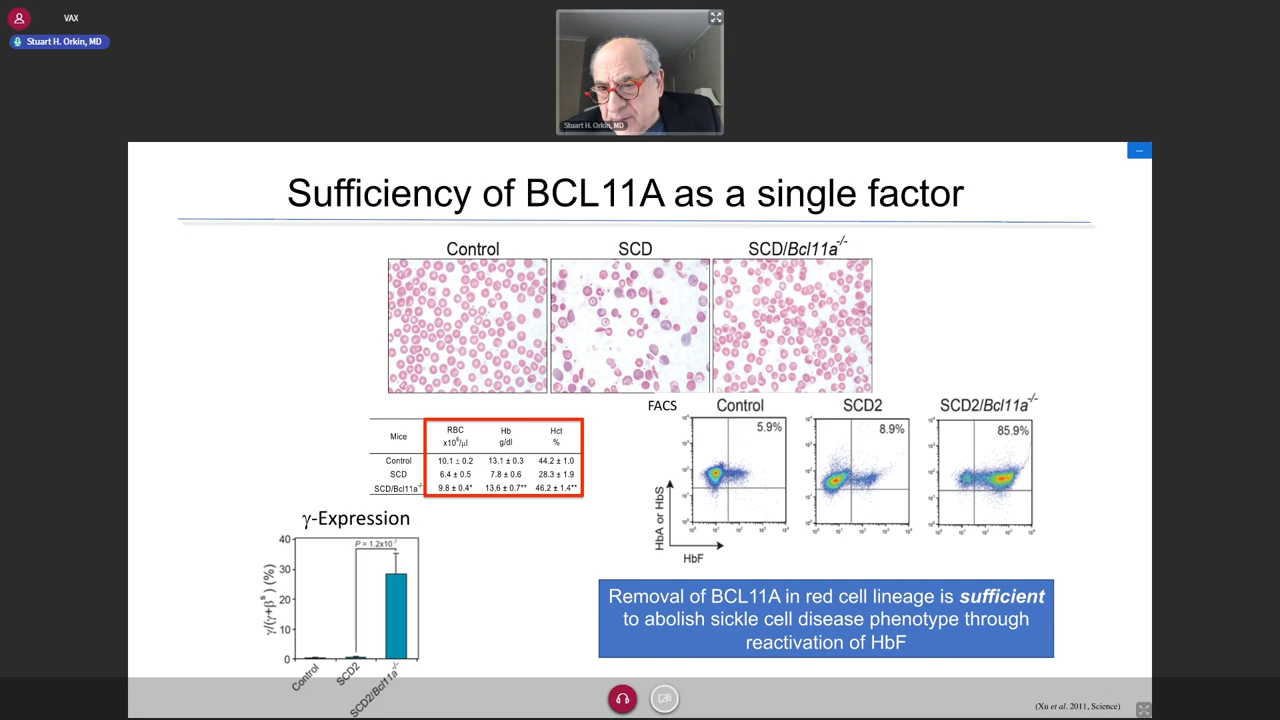 VAX
Stuart H. Orkin, MD
Stuart H. Orkin, MD
Sufficiency of BCL11A as a single factor
Control SCD SCD/Bcl11a-/-
FACS Control SCD2 SCD2/Bcl11a-/-
5.9% 8.9% 85.9%
HbA or HbS
HbF
Mice RBC x10⁶/µl Hb g/dl Hct %
Control 10.1 ± 0.2 13.1 ± 0.3 44.2 ± 1.0
SCD 6.4 ± 0.5 7.8 ± 0.6 28.3 ± 1.9
SCD/Bcl11a-/- 9.8 ± 0.4* 13.6 ± 0.7** 46.2 ± 1.4**
γ-Expression
P = 1.2x10⁻⁷
γ/(γ+βˢ) (%)
40
30
20
10
0
Control SCD2 SCD2/Bcl11a-/-
Removal of BCL11A in red cell lineage is sufficient
to abolish sickle cell disease phenotype through
reactivation of HbF
(Xu et al. 2011, Science)